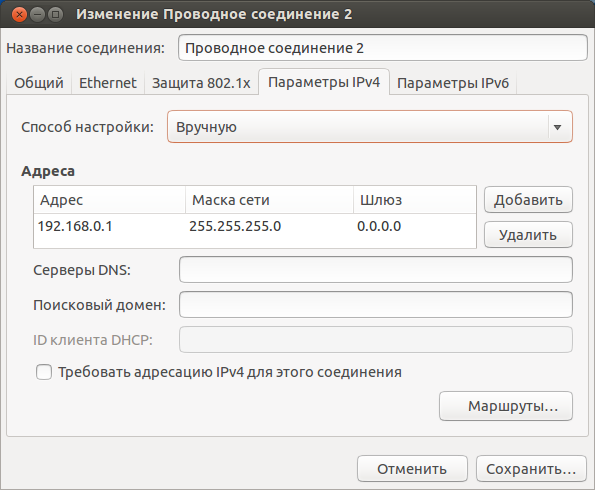 Изменение Проводное соединение 2
Название соединения: Проводное соединение 2
Общий Ethernet Защита 802.1x Параметры IPv4 Параметры IPv6
Способ настройки: Вручную
Адреса
Адрес Маска сети Шлюз Добавить
192.168.0.1 255.255.255.0 0.0.0.0 Удалить
Серверы DNS:
Поисковый домен:
ID клиента DHCP:
Требовать адресацию IPv4 для этого соединения
Маршруты...
Отменить Сохранить...